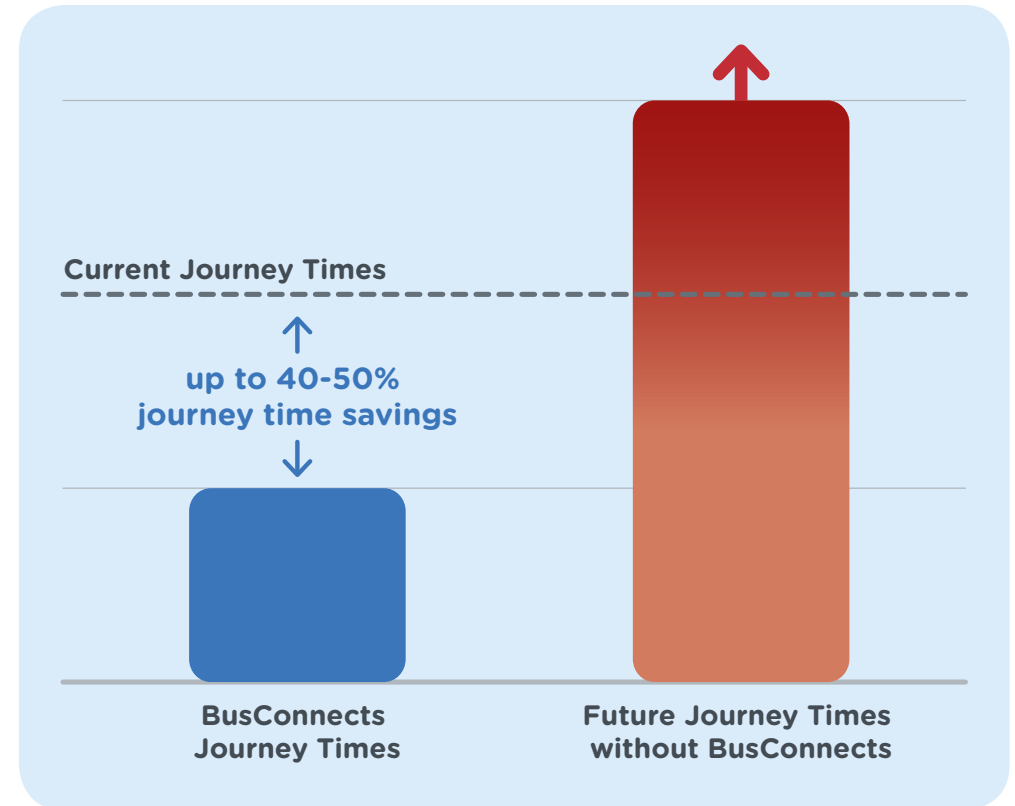 Current Journey Times
up to 40-50%
journey time savings
BusConnects
Journey Times
Future Journey Times
without BusConnects